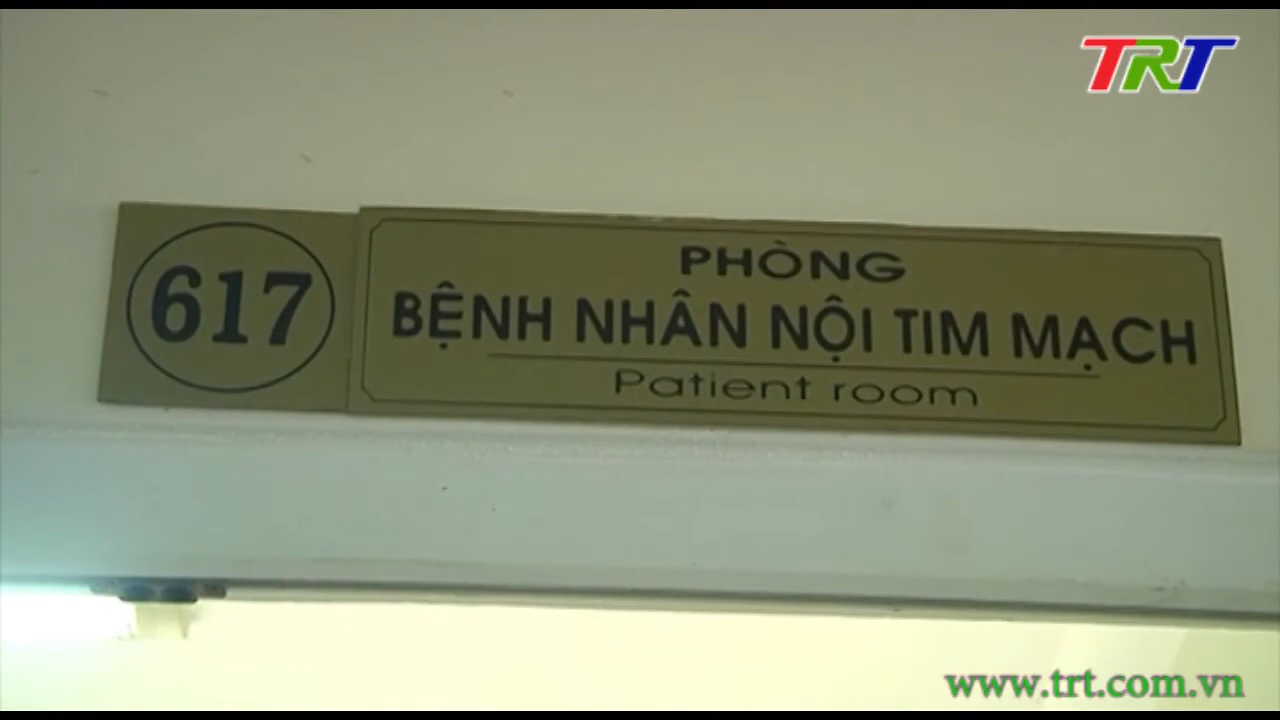 TRT
617
PHÒNG
BỆNH NHÂN NỘI TIM MẠCH
Patient room
www.trt.com.vn